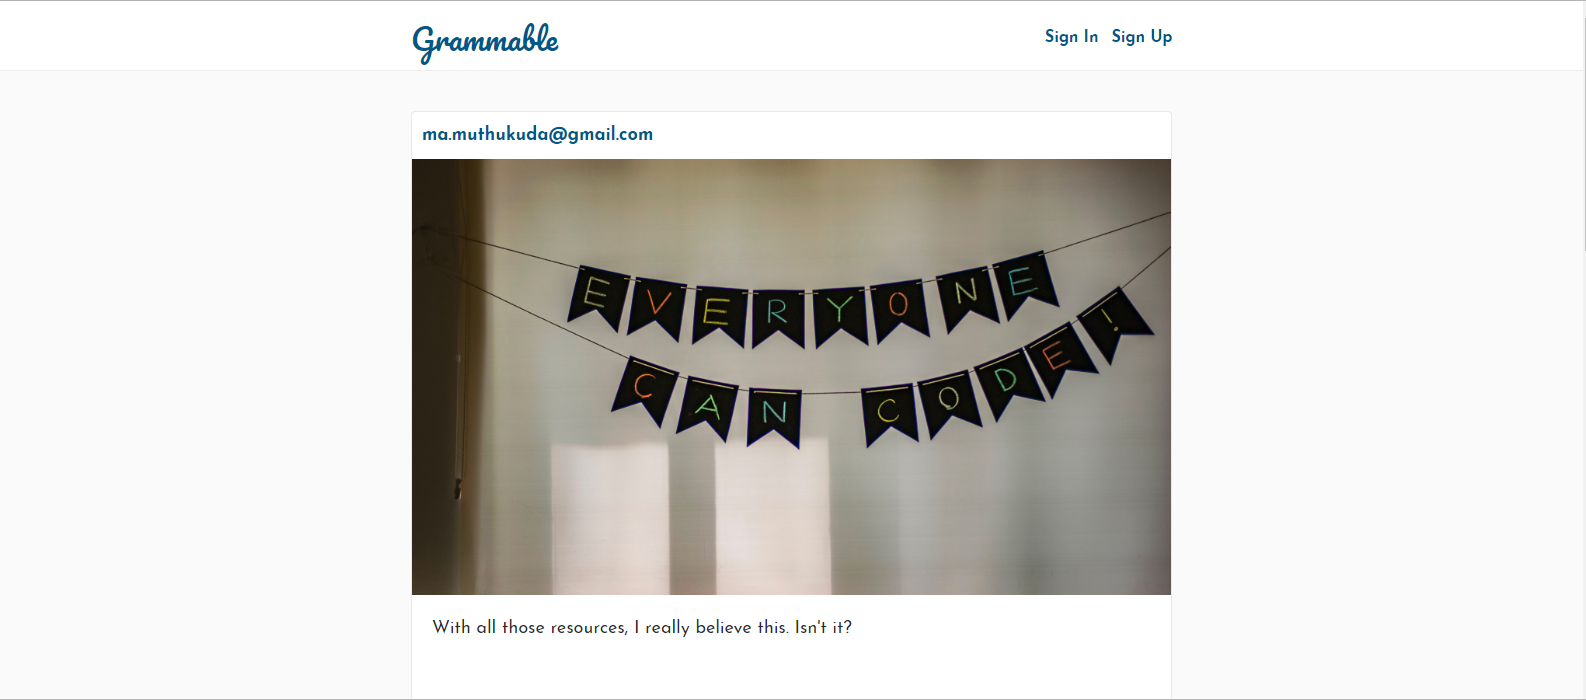 Grammable
Sign In Sign Up
ma.muthukuda@gmail.com
EVERYONE
CAN CODE!
With all those resources, I really believe this. Isn't it?